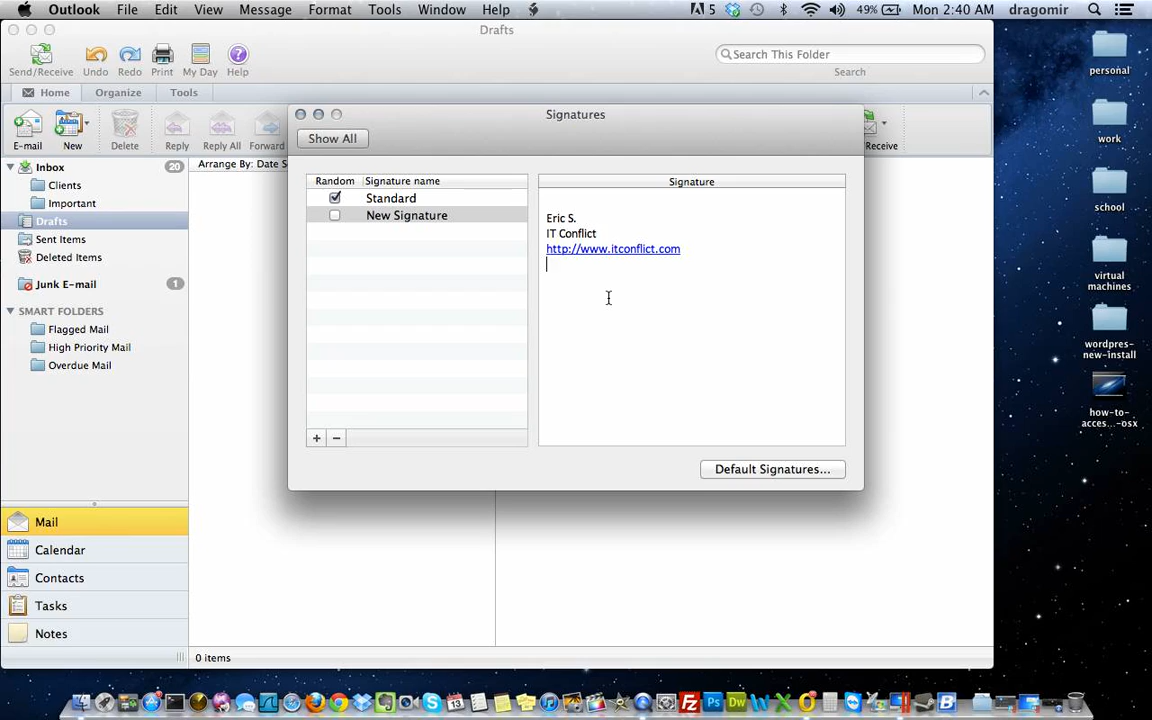 Outlook File Edit View Message Format Tools Window Help 5 49% Mon 2:40 AM dragomir
Drafts
Send/Receive Undo Redo Print My Day Help
Search This Folder
Search
Home Organize Tools
E-mail New Delete Reply Reply All Forward Receive
Arrange By: Date S
Inbox 20
Clients
Important
Drafts
Sent Items
Deleted Items
Junk E-mail 1
SMART FOLDERS
Flagged Mail
High Priority Mail
Overdue Mail
Mail
Calendar
Contacts
Tasks
Notes
0 items
Signatures
Show All
Random Signature name
Standard
New Signature
Signature
Eric S.
IT Conflict
http://www.itconflict.com
+ −
Default Signatures...
personal
work
school
virtual
machines
wordpres-
new-install
how-to-
acces...-osx